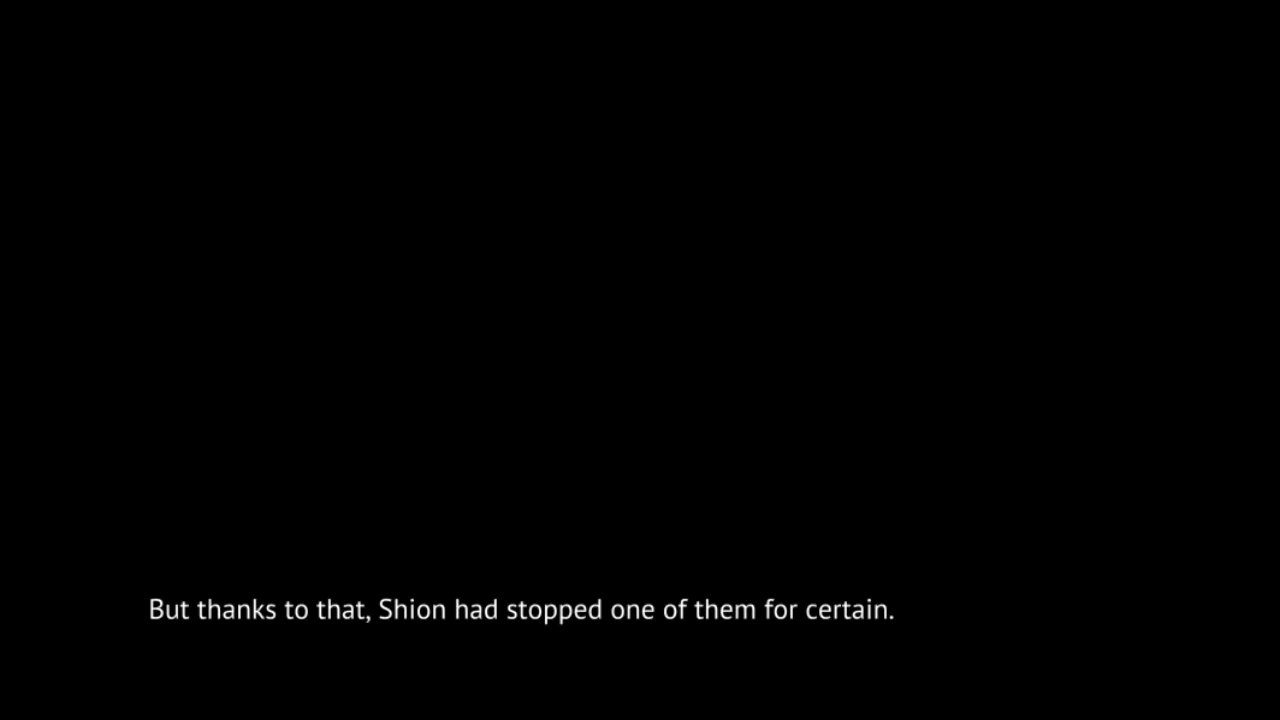 But thanks to that, Shion had stopped one of them for certain.